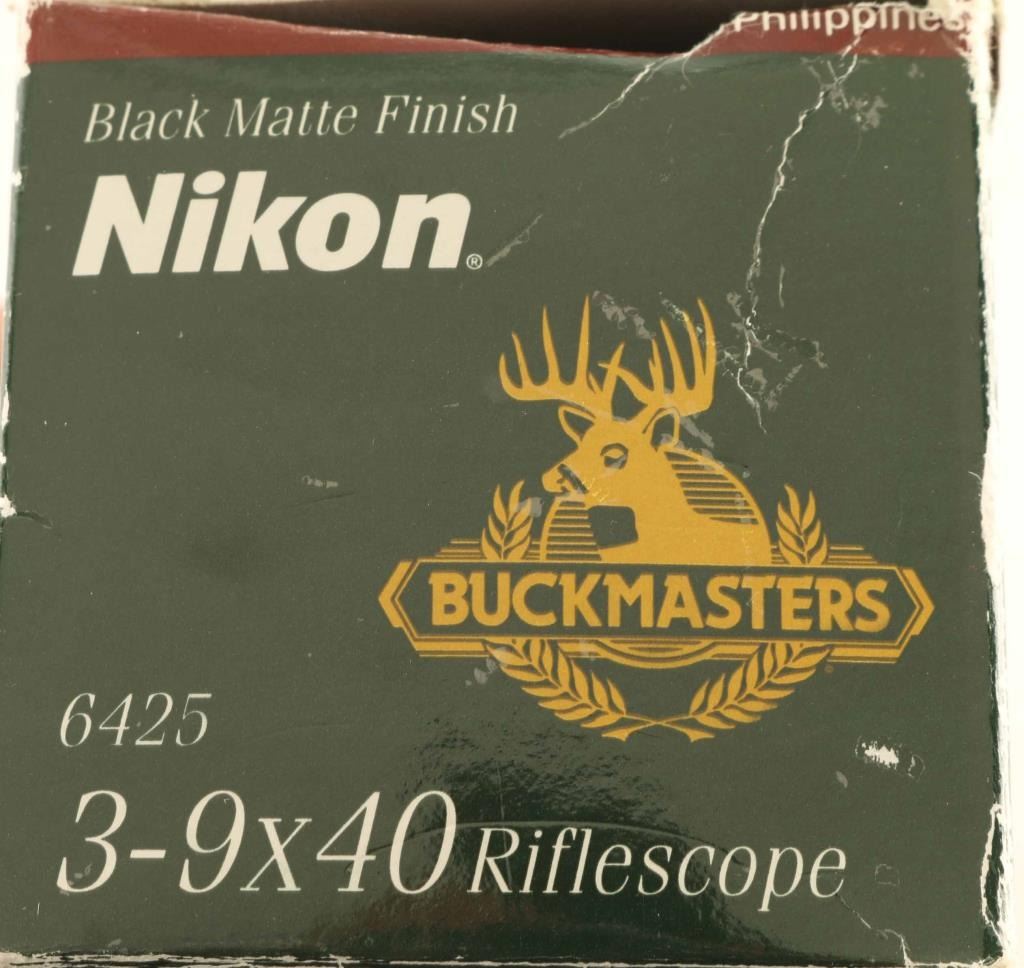 Philippines
Black Matte Finish
Nikon®
BUCKMASTERS
6425
3-9x40 Riflescope